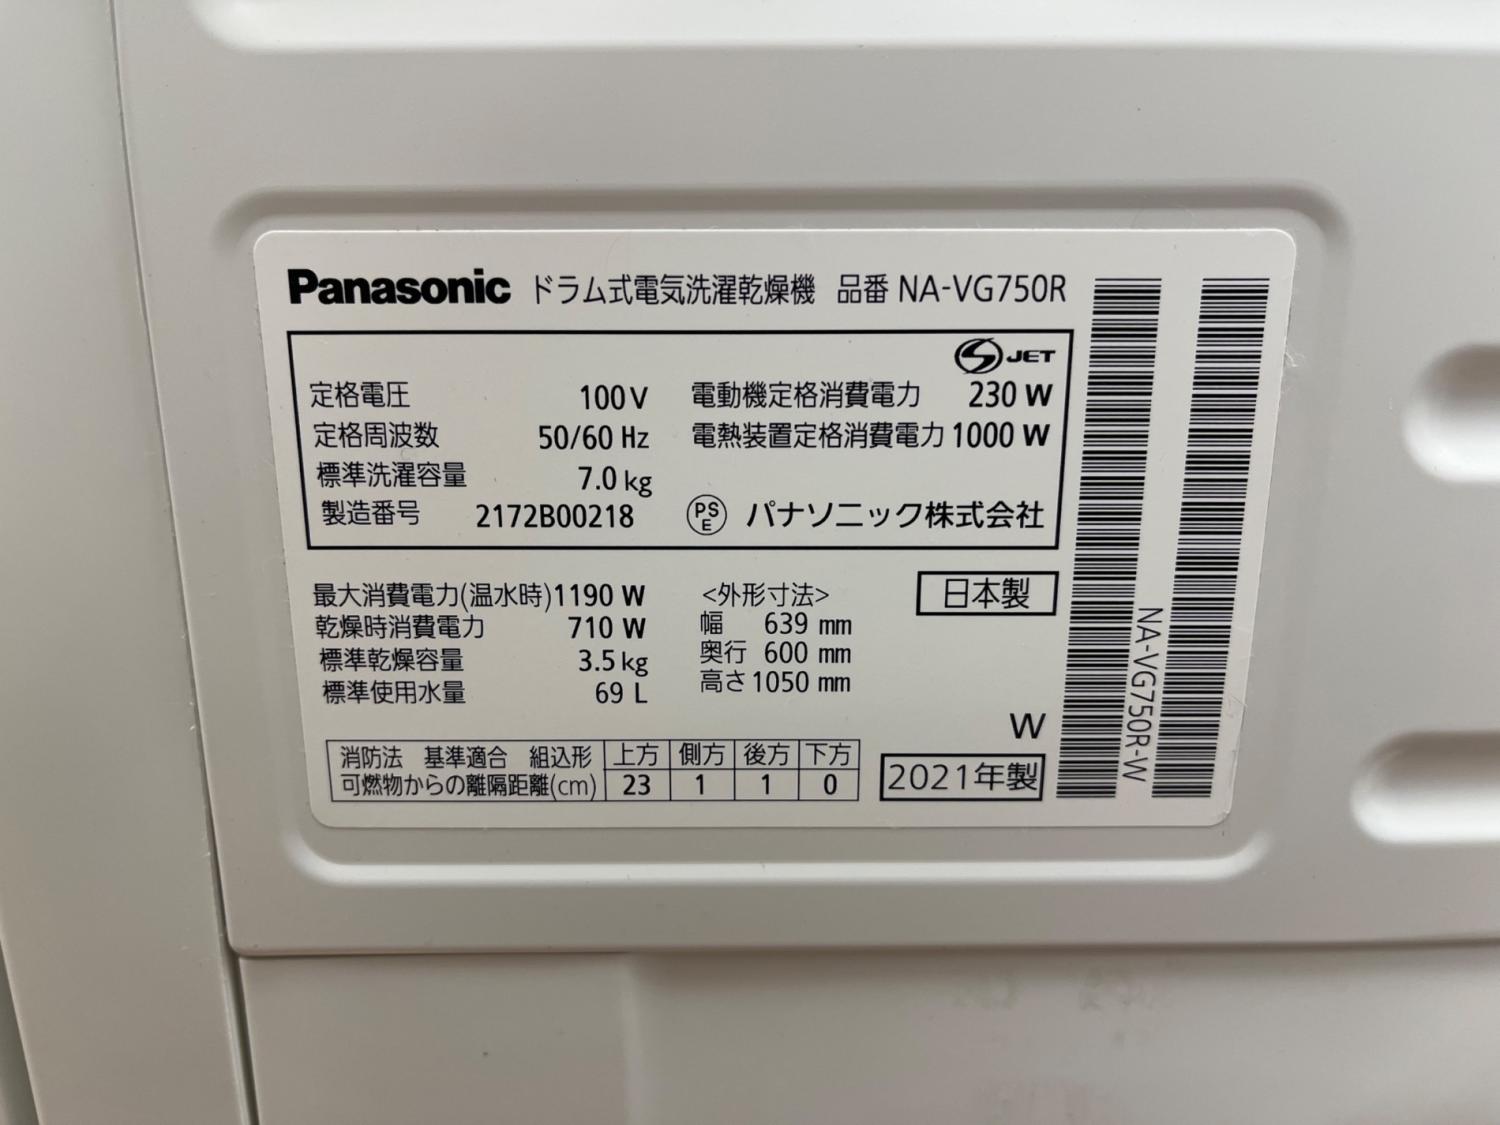 Panasonic ドラム式電気洗濯乾燥機 品番 NA-VG750R
S JET
定格電圧 100V 電動機定格消費電力 230 W
定格周波数 50/60 Hz 電熱装置定格消費電力 1000 W
標準洗濯容量 7.0 kg
製造番号 2172B00218 PSE パナソニック株式会社
最大消費電力(温水時) 1190 W <外形寸法> 日本製
乾燥時消費電力 710 W 幅 639 mm
標準乾燥容量 3.5 kg 奥行 600 mm
標準使用水量 69 L 高さ 1050 mm
W
消防法 基準適合 組込形 上方 側方 後方 下方
可燃物からの離隔距離(cm) 23 1 1 0
2021年製
NA-VG750R-W